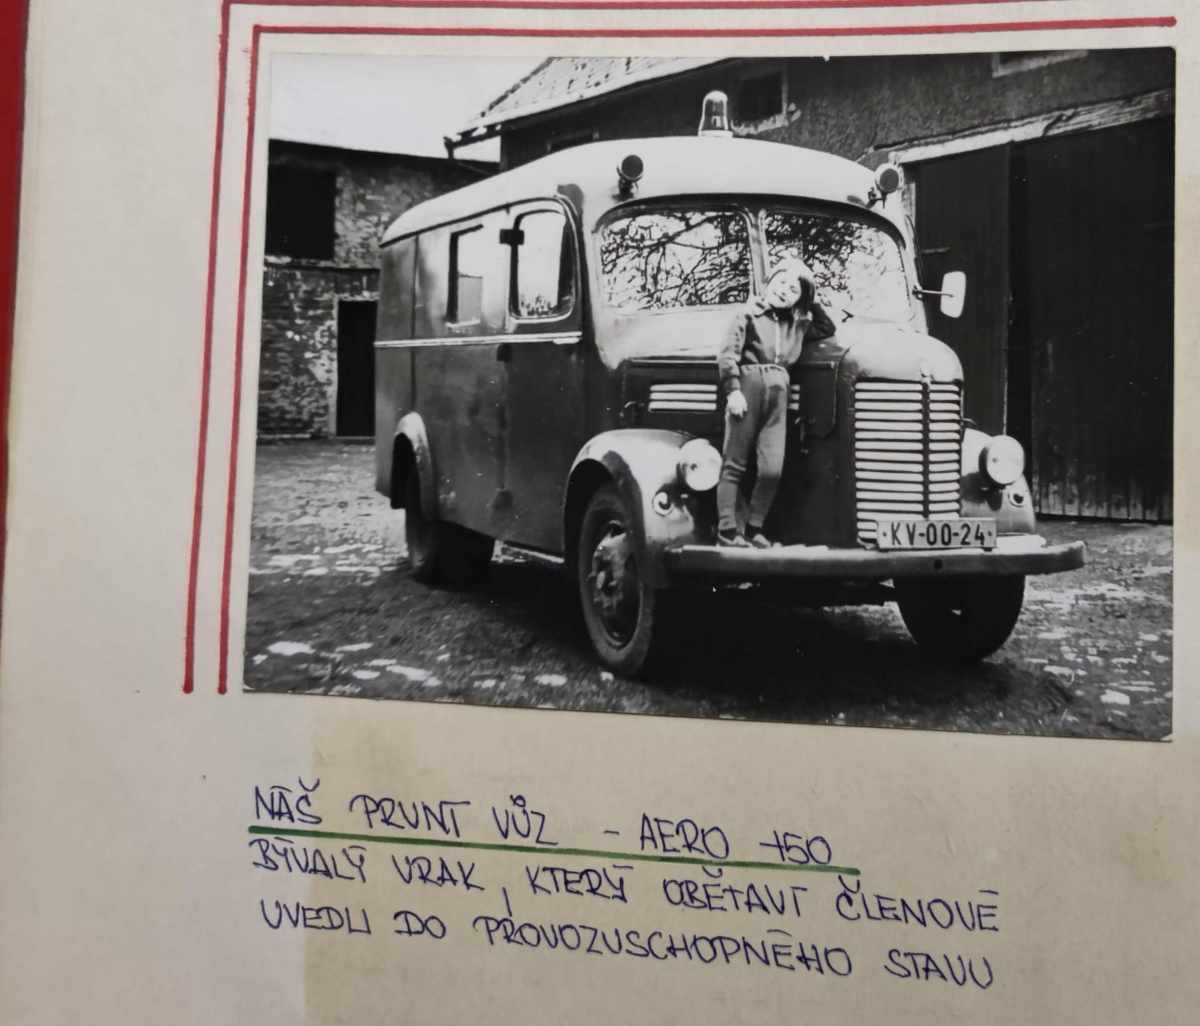 KV-00-24
NÁŠ PRVNÍ VŮZ - AERO 150
BÝVALÝ VRAK, KTERÝ OBĚTAVÍ ČLENOVÉ
UVEDLI DO PROVOZUSCHOPNÉHO STAVU